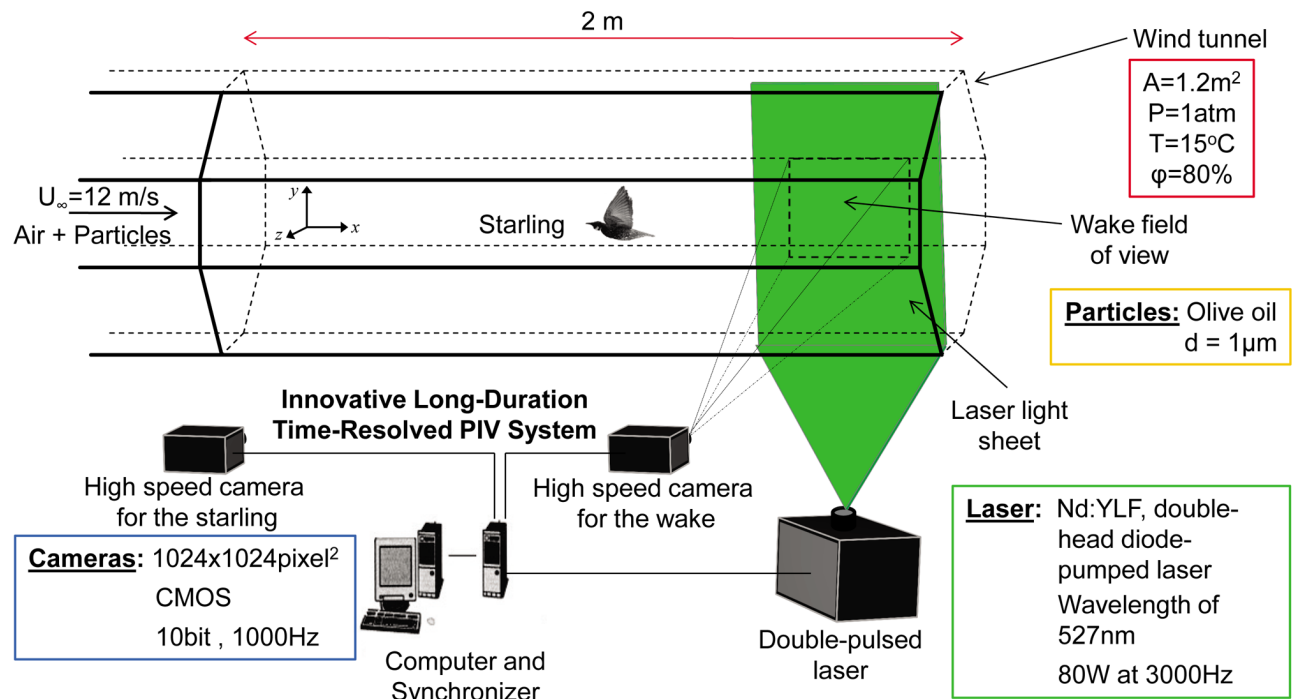 2 m
Wind tunnel
A=1.2m²
P=1atm
T=15ºC
φ=80%
U∞=12 m/s
Air + Particles
y
x
z
Starling
Wake field
of view
Particles: Olive oil
d = 1μm
Laser light
sheet
Innovative Long-Duration
Time-Resolved PIV System
High speed camera
for the starling
High speed camera
for the wake
Cameras: 1024x1024pixel²
CMOS
10bit , 1000Hz
Computer and
Synchronizer
Double-pulsed
laser
Laser: Nd:YLF, double-
head diode-
pumped laser
Wavelength of
527nm
80W at 3000Hz